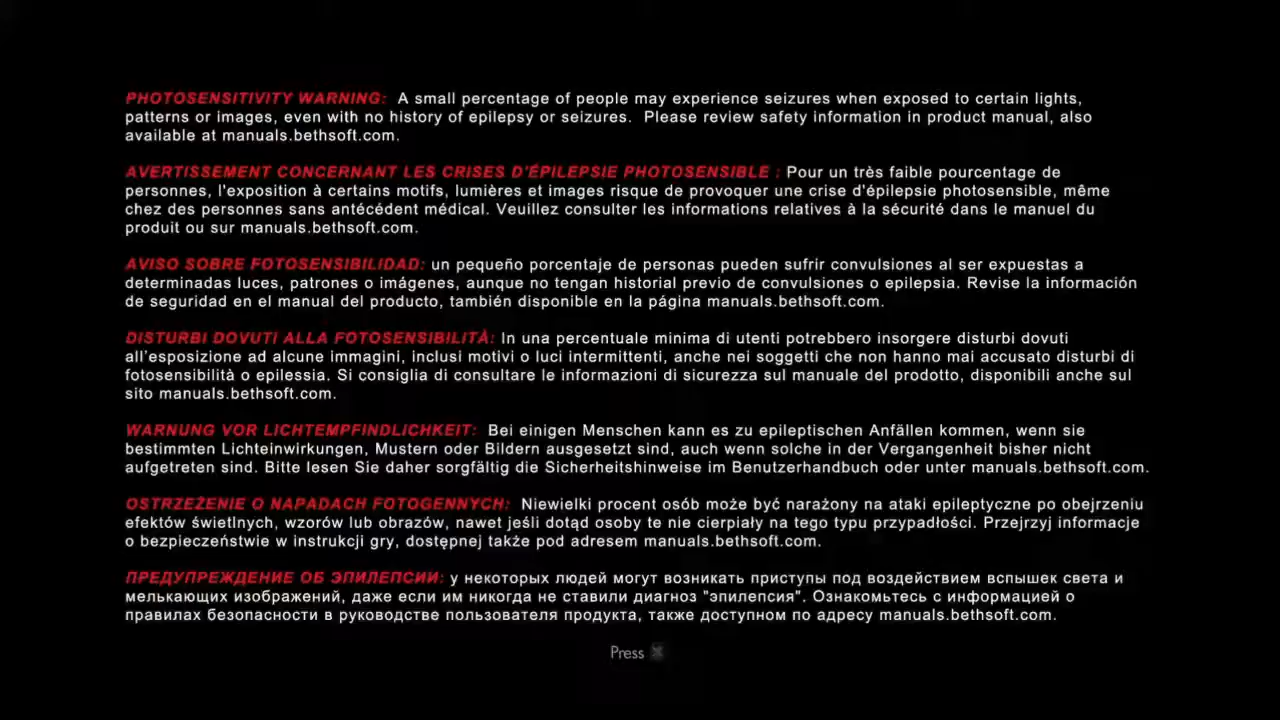 PHOTOSENSITIVITY WARNING:  A small percentage of people may experience seizures when exposed to certain lights,
patterns or images, even with no history of epilepsy or seizures.  Please review safety information in product manual, also
available at manuals.bethsoft.com.
AVERTISSEMENT CONCERNANT LES CRISES D'ÉPILEPSIE PHOTOSENSIBLE : Pour un très faible pourcentage de
personnes, l'exposition à certains motifs, lumières et images risque de provoquer une crise d'épilepsie photosensible, même
chez des personnes sans antécédent médical. Veuillez consulter les informations relatives à la sécurité dans le manuel du
produit ou sur manuals.bethsoft.com.
AVISO SOBRE FOTOSENSIBILIDAD: un pequeño porcentaje de personas pueden sufrir convulsiones al ser expuestas a
determinadas luces, patrones o imágenes, aunque no tengan historial previo de convulsiones o epilepsia. Revise la información
de seguridad en el manual del producto, también disponible en la página manuals.bethsoft.com.
DISTURBI DOVUTI ALLA FOTOSENSIBILITÀ: In una percentuale minima di utenti potrebbero insorgere disturbi dovuti
all’esposizione ad alcune immagini, inclusi motivi o luci intermittenti, anche nei soggetti che non hanno mai accusato disturbi di
fotosensibilità o epilessia. Si consiglia di consultare le informazioni di sicurezza sul manuale del prodotto, disponibili anche sul
sito manuals.bethsoft.com.
WARNUNG VOR LICHTEMPFINDLICHKEIT:  Bei einigen Menschen kann es zu epileptischen Anfällen kommen, wenn sie
bestimmten Lichteinwirkungen, Mustern oder Bildern ausgesetzt sind, auch wenn solche in der Vergangenheit bisher nicht
aufgetreten sind. Bitte lesen Sie daher sorgfältig die Sicherheitshinweise im Benutzerhandbuch oder unter manuals.bethsoft.com.
OSTRZEŻENIE O NAPADACH FOTOGENNYCH:  Niewielki procent osób może być narażony na ataki epileptyczne po obejrzeniu
efektów świetlnych, wzorów lub obrazów, nawet jeśli dotąd osoby te nie cierpiały na tego typu przypadłości. Przejrzyj informacje
o bezpieczeństwie w instrukcji gry, dostępnej także pod adresem manuals.bethsoft.com.
ПРЕДУПРЕЖДЕНИЕ ОБ ЭПИЛЕПСИИ: у некоторых людей могут возникать приступы под воздействием вспышек света и
мелькающих изображений, даже если им никогда не ставили диагноз "эпилепсия". Ознакомьтесь с информацией о
правилах безопасности в руководстве пользователя продукта, также доступном по адресу manuals.bethsoft.com.
Press